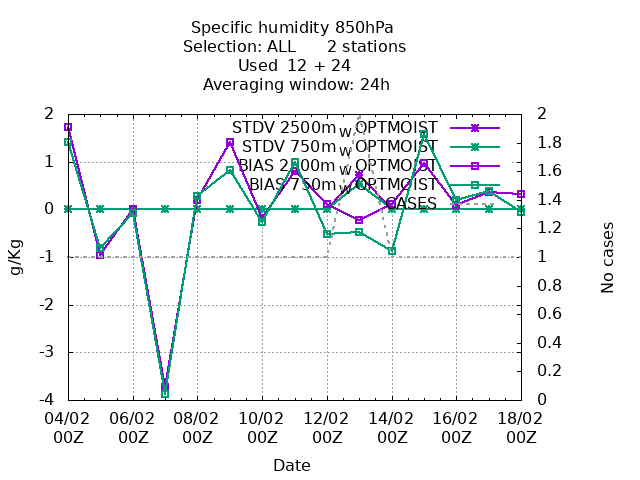 Specific humidity 850hPa
Selection: ALL 2 stations
Used 12 + 24
Averaging window: 24h
STDV 2500m_W OPTMOIST
STDV 750m_W OPTMOIST
BIAS 2500m_W OPTMOIST
BIAS 750m_W OPTMOIST
CASES
2
1
0
-1
-2
-3
-4
g/Kg
2
1.8
1.6
1.4
1.2
1
0.8
0.6
0.4
0.2
0
No cases
04/02 06/02 08/02 10/02 12/02 14/02 16/02 18/02
00Z 00Z 00Z 00Z 00Z 00Z 00Z 00Z
Date